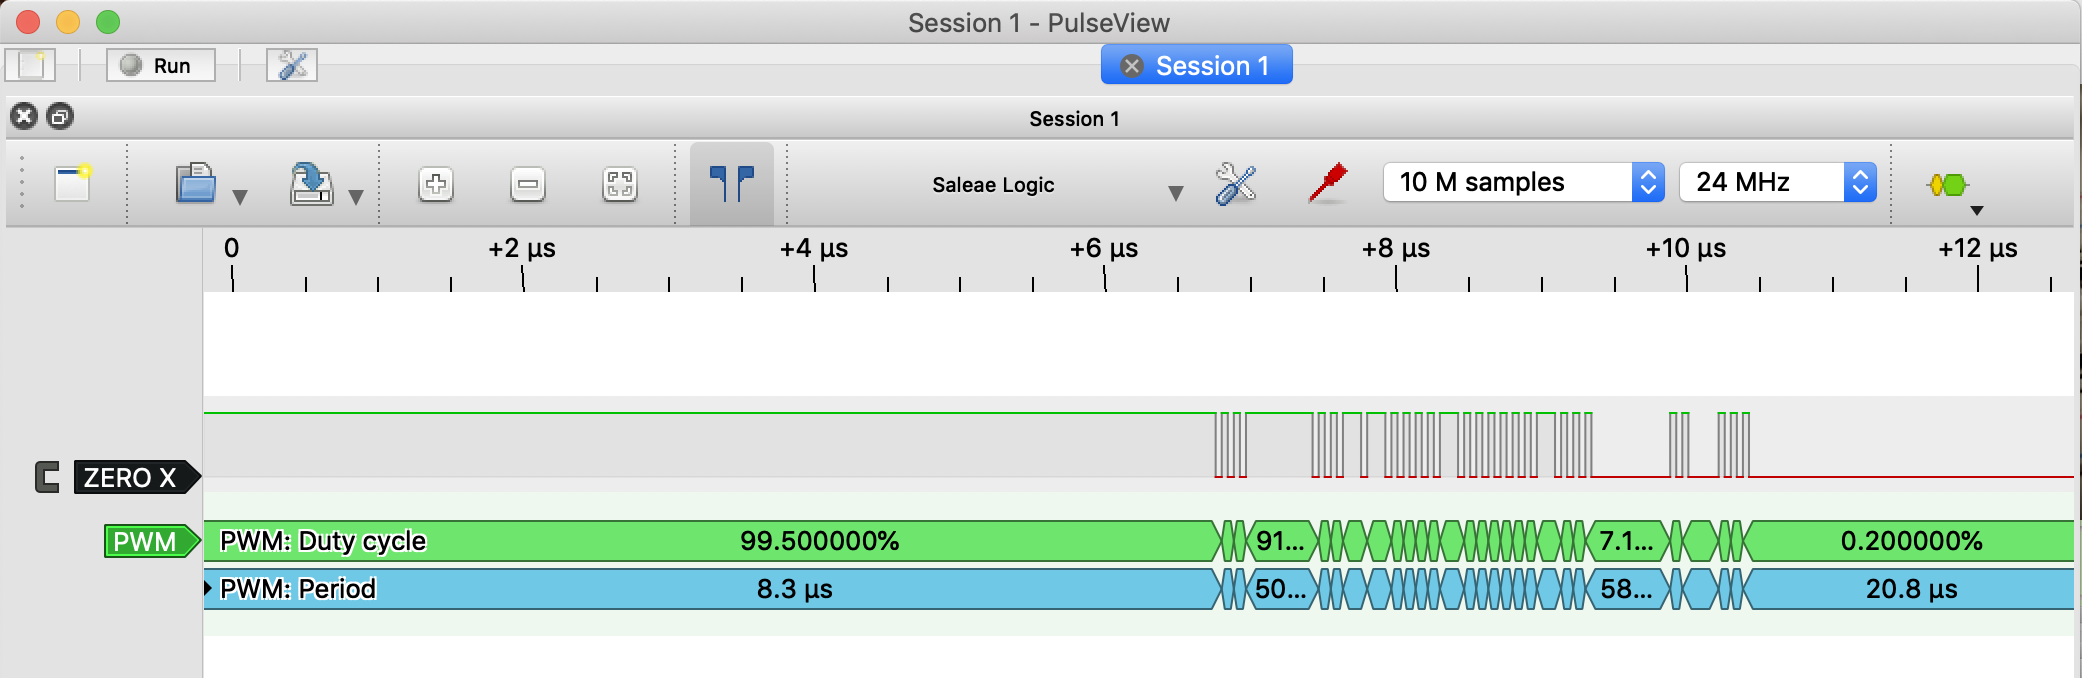 Session 1 - PulseView
Run
Session 1
Session 1
Saleae Logic
10 M samples
24 MHz
0 +2 µs +4 µs +6 µs +8 µs +10 µs +12 µs
ZERO X
PWM PWM: Duty cycle 99.500000% 91... 7.1... 0.200000%
PWM: Period 8.3 µs 50... 58... 20.8 µs